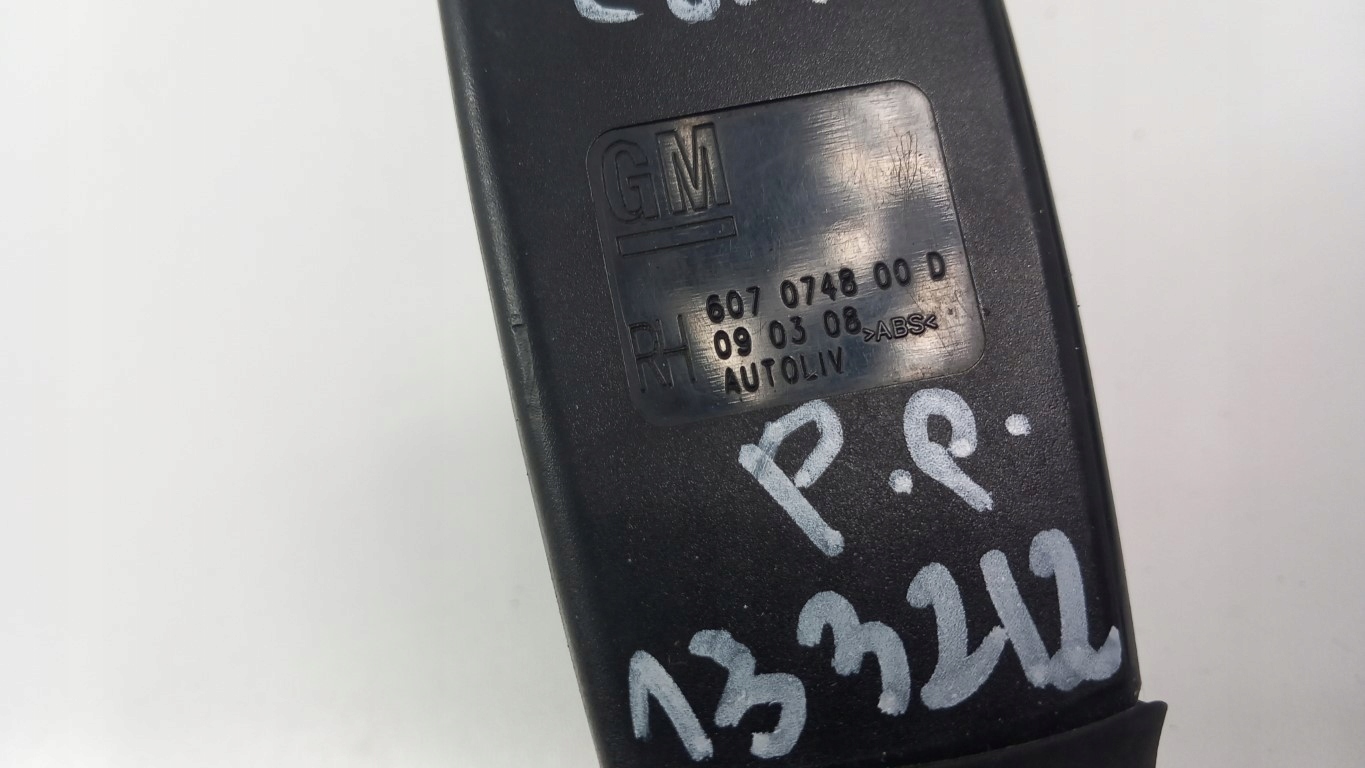 GM
607 0748 00 D
RH 09 03 08 >ABS<
AUTOLIV
P.P.
133212